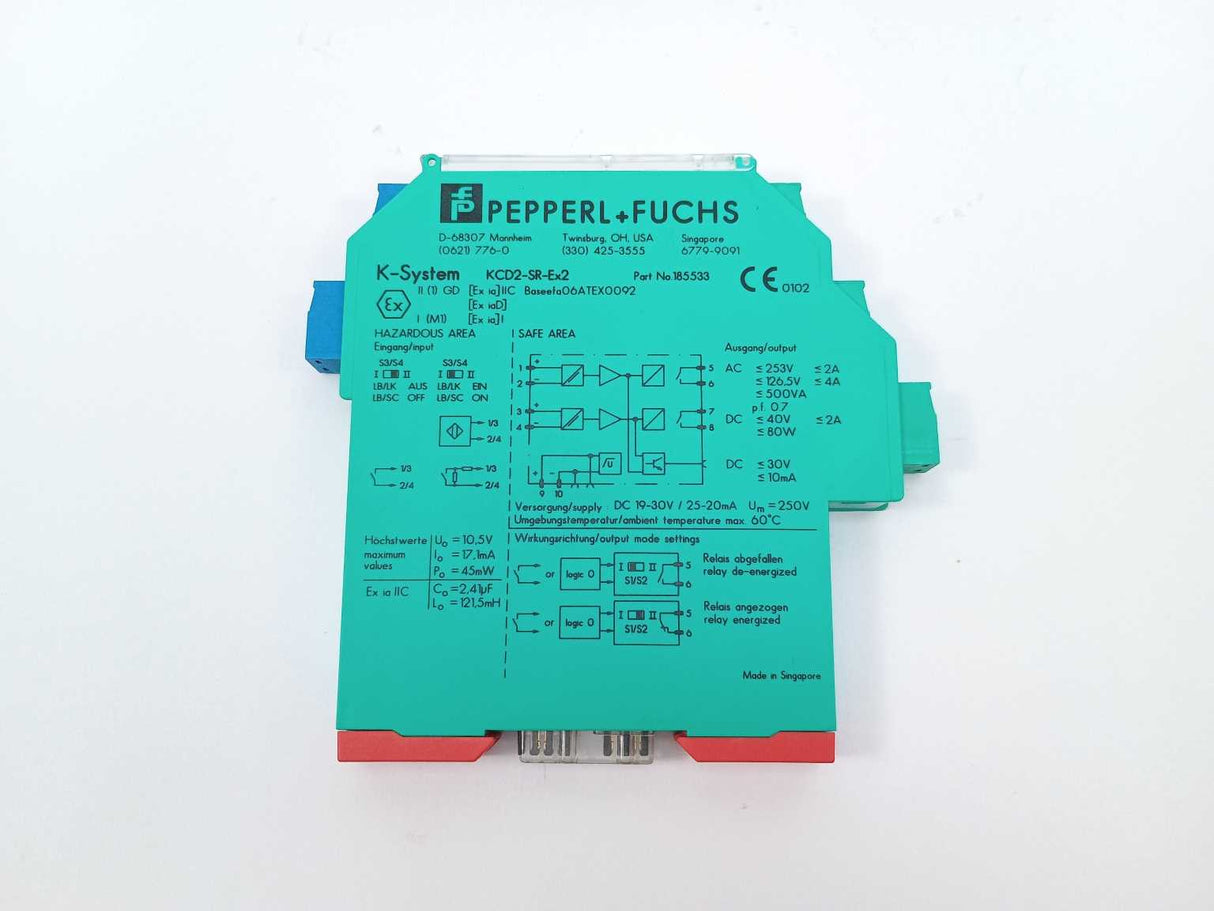 PEPPERL+FUCHS
D-68307 Mannheim Twinsburg, OH, USA Singapore
(0621) 776-0 (330) 425-3555 6779-9091
K-System KCD2-SR-Ex2 Part No.185533 CE 0102
Ex II (1) GD [Ex ia]IIC Baseefa06ATEX0092
[Ex iaD]
I (M1) [Ex ia]I
HAZARDOUS AREA
Eingang/input
S3/S4 S3/S4
I II I II
LB/LK AUS LB/LK EIN
LB/SC OFF LB/SC ON
1/3
2/4
1/3 1/3
2/4 2/4
Höchstwerte Uo = 10,5V
maximum Io = 17,1mA
values Po = 45mW
Ex ia IIC Co = 2,41µF
Lo = 121,5mH
SAFE AREA
1 + 5
2 − 6
3 + 7
4 − 8
+ −
√U
9 10
Ausgang/output
AC ≤ 253V ≤ 2A
≤ 126.5V ≤ 4A
≤ 500VA
p.f. 0.7
DC ≤ 40V ≤ 2A
≤ 80W
DC ≤ 30V
≤ 10mA
Versorgung/supply : DC 19-30V / 25-20mA Um = 250V
Umgebungstemperatur/ambient temperature max. 60°C
Wirkungsrichtung/output mode settings
or logic 0 I II S1/S2 5 6
Relais abgefallen
relay de-energized
or logic 0 I II S1/S2 5 6
Relais angezogen
relay energized
Made in Singapore